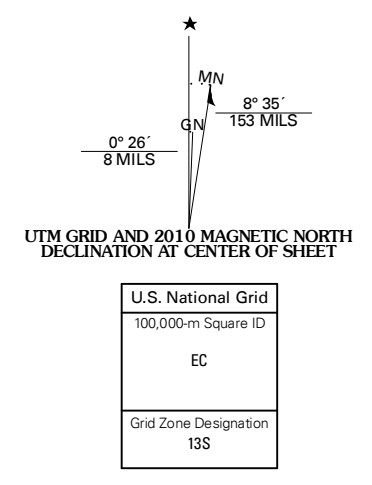 ★
MN
GN
8° 35´
153 MILS
0° 26´
8 MILS
UTM GRID AND 2010 MAGNETIC NORTH
DECLINATION AT CENTER OF SHEET
U.S. National Grid
100,000-m Square ID
EC
Grid Zone Designation
13S